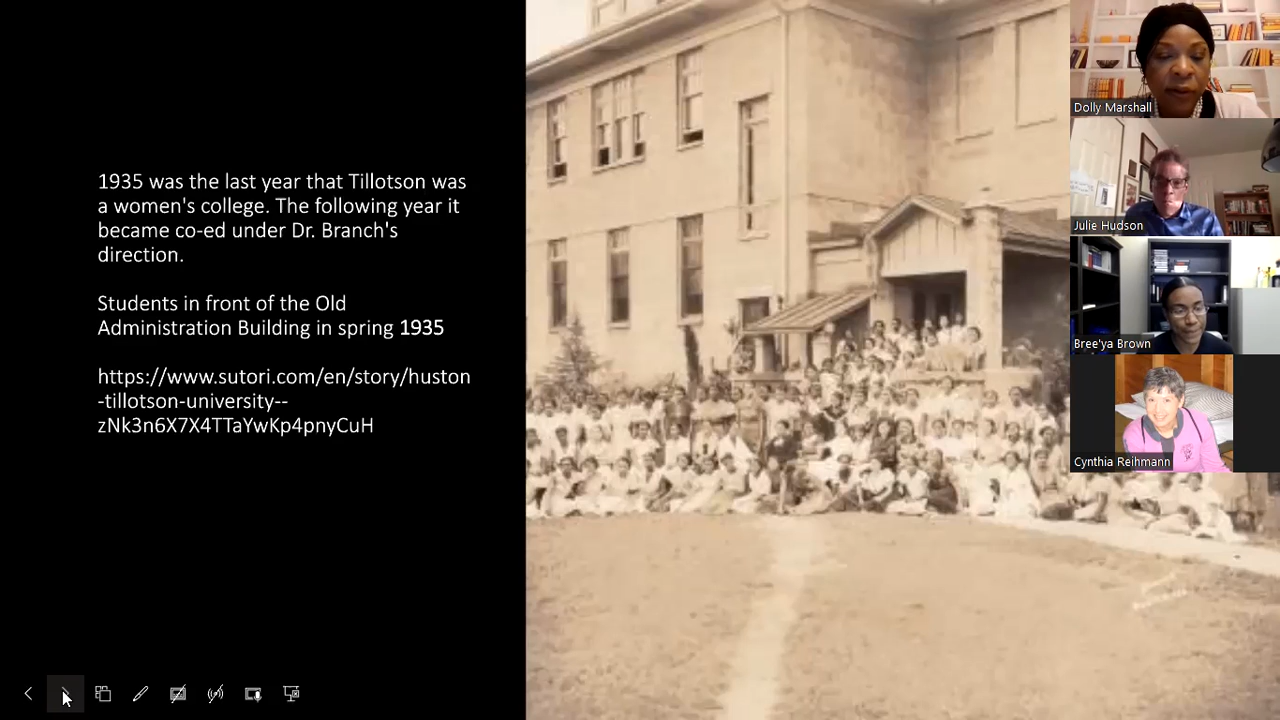 1935 was the last year that Tillotson was
a women's college. The following year it
became co-ed under Dr. Branch's
direction.
Students in front of the Old
Administration Building in spring 1935
https://www.sutori.com/en/story/huston
-tillotson-university--
zNk3n6X7X4TTaYwKp4pnyCuH
Dolly Marshall
Julie Hudson
Bree'ya Brown
Cynthia Reihmann